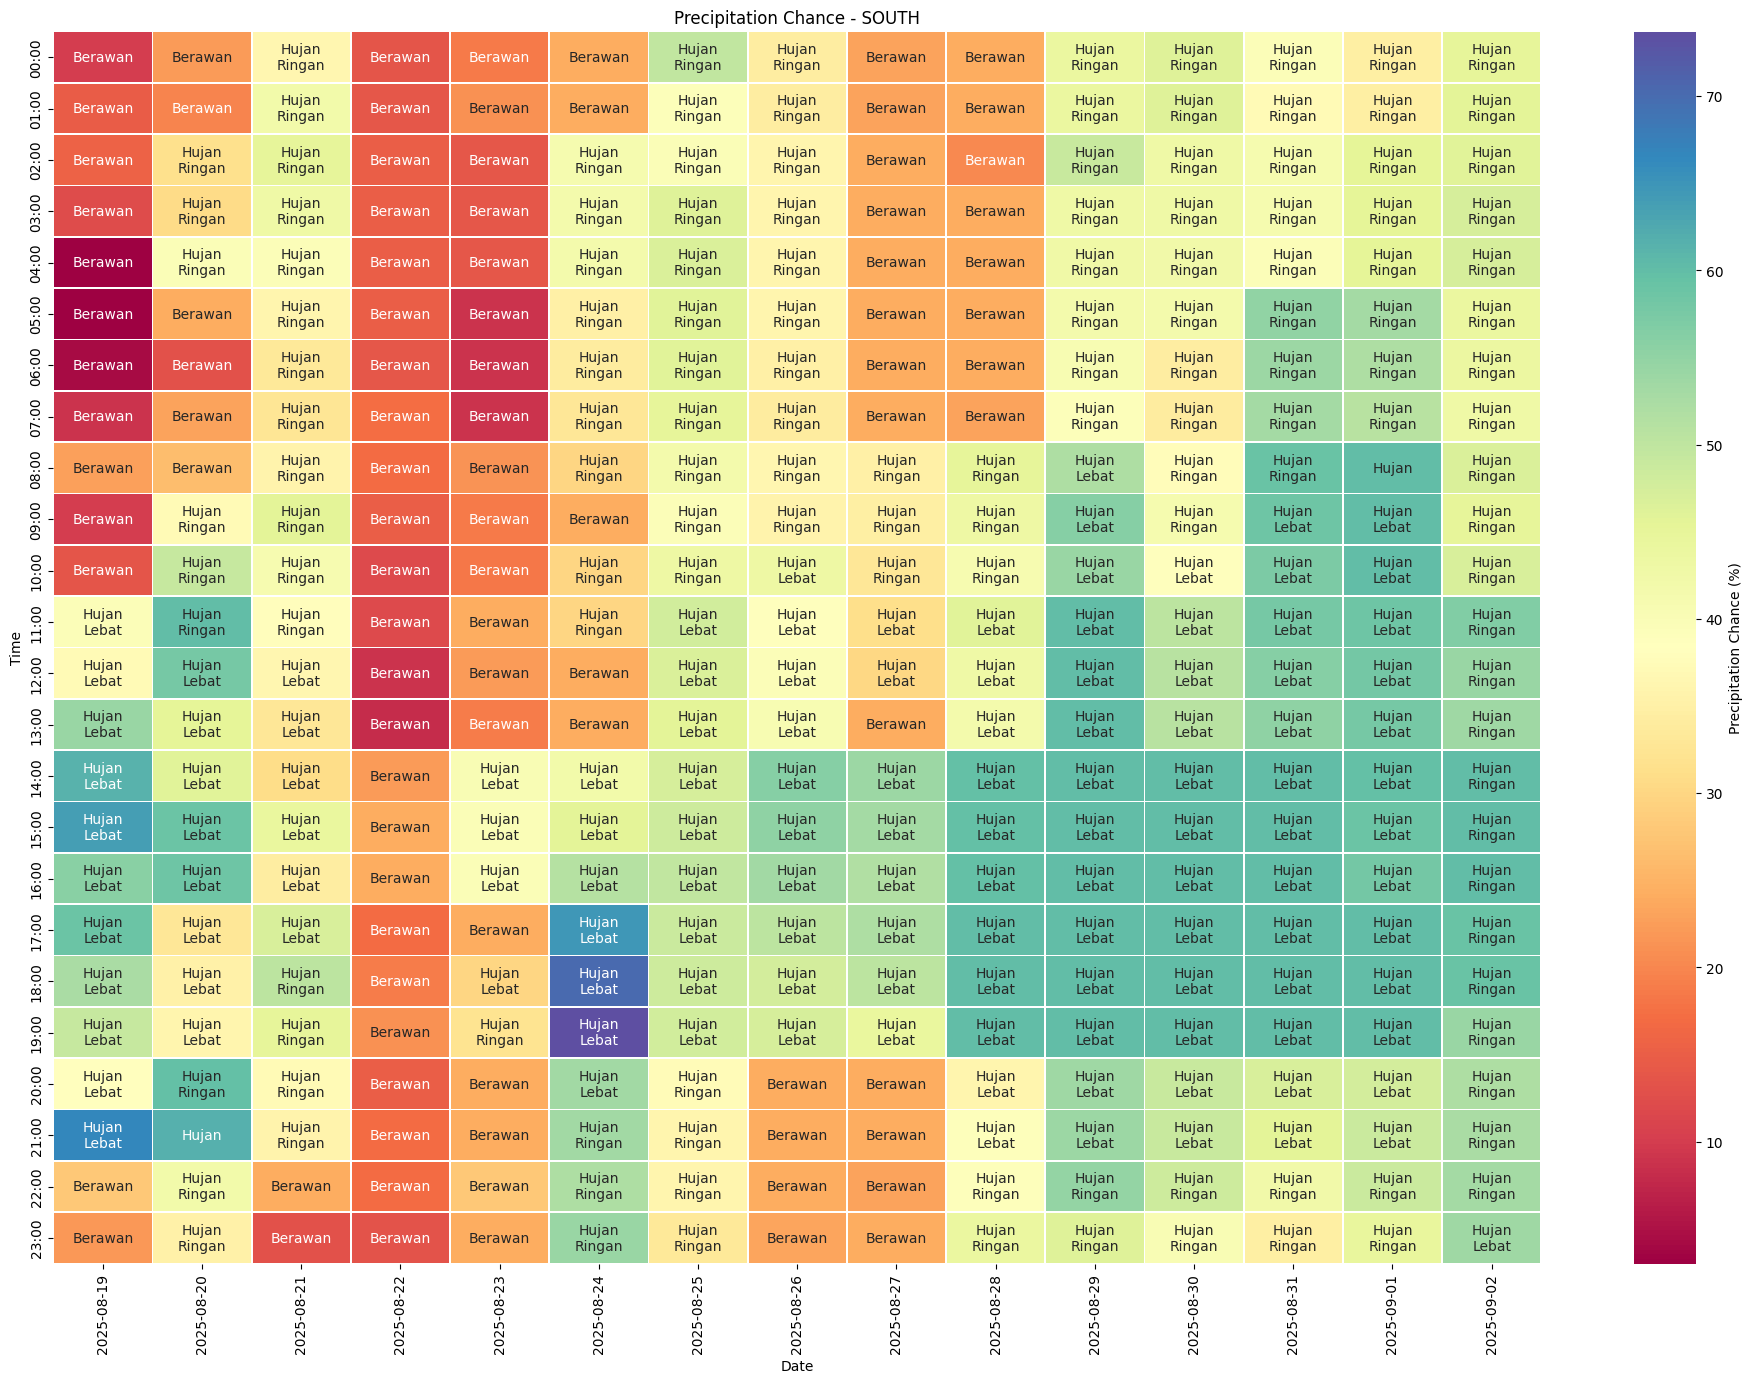 Precipitation Chance - SOUTH
00:00 Berawan Berawan Hujan Ringan Berawan Berawan Berawan Hujan Ringan Hujan Ringan Berawan Berawan Hujan Ringan Hujan Ringan Hujan Ringan Hujan Ringan Hujan Ringan
01:00 Berawan Berawan Hujan Ringan Berawan Berawan Berawan Hujan Ringan Hujan Ringan Berawan Berawan Hujan Ringan Hujan Ringan Hujan Ringan Hujan Ringan Hujan Ringan
02:00 Berawan Hujan Ringan Hujan Ringan Berawan Berawan Hujan Ringan Hujan Ringan Hujan Ringan Berawan Berawan Hujan Ringan Hujan Ringan Hujan Ringan Hujan Ringan Hujan Ringan
03:00 Berawan Hujan Ringan Hujan Ringan Berawan Berawan Hujan Ringan Hujan Ringan Hujan Ringan Berawan Berawan Hujan Ringan Hujan Ringan Hujan Ringan Hujan Ringan Hujan Ringan
04:00 Berawan Hujan Ringan Hujan Ringan Berawan Berawan Hujan Ringan Hujan Ringan Hujan Ringan Berawan Berawan Hujan Ringan Hujan Ringan Hujan Ringan Hujan Ringan Hujan Ringan
05:00 Berawan Berawan Hujan Ringan Berawan Berawan Hujan Ringan Hujan Ringan Hujan Ringan Berawan Berawan Hujan Ringan Hujan Ringan Hujan Ringan Hujan Ringan Hujan Ringan
06:00 Berawan Berawan Hujan Ringan Berawan Berawan Hujan Ringan Hujan Ringan Hujan Ringan Berawan Berawan Hujan Ringan Hujan Ringan Hujan Ringan Hujan Ringan Hujan Ringan
07:00 Berawan Berawan Hujan Ringan Berawan Berawan Hujan Ringan Hujan Ringan Hujan Ringan Berawan Berawan Hujan Ringan Hujan Ringan Hujan Ringan Hujan Ringan Hujan Ringan
08:00 Berawan Berawan Hujan Ringan Berawan Berawan Hujan Ringan Hujan Ringan Hujan Ringan Hujan Ringan Hujan Ringan Hujan Lebat Hujan Ringan Hujan Ringan Hujan Hujan Ringan
09:00 Berawan Hujan Ringan Hujan Ringan Berawan Berawan Berawan Hujan Ringan Hujan Ringan Hujan Ringan Hujan Ringan Hujan Lebat Hujan Ringan Hujan Lebat Hujan Lebat Hujan Ringan
10:00 Berawan Hujan Ringan Hujan Ringan Berawan Berawan Hujan Ringan Hujan Ringan Hujan Lebat Hujan Ringan Hujan Ringan Hujan Lebat Hujan Lebat Hujan Lebat Hujan Lebat Hujan Ringan
11:00 Hujan Lebat Hujan Ringan Hujan Ringan Berawan Berawan Hujan Ringan Hujan Lebat Hujan Lebat Hujan Lebat Hujan Lebat Hujan Lebat Hujan Lebat Hujan Lebat Hujan Lebat Hujan Ringan
12:00 Hujan Lebat Hujan Lebat Hujan Lebat Berawan Berawan Berawan Hujan Lebat Hujan Lebat Hujan Lebat Hujan Lebat Hujan Lebat Hujan Lebat Hujan Lebat Hujan Lebat Hujan Ringan
13:00 Hujan Lebat Hujan Lebat Hujan Lebat Berawan Berawan Berawan Hujan Lebat Hujan Lebat Berawan Hujan Lebat Hujan Lebat Hujan Lebat Hujan Lebat Hujan Lebat Hujan Ringan
14:00 Hujan Lebat Hujan Lebat Hujan Lebat Berawan Hujan Lebat Hujan Lebat Hujan Lebat Hujan Lebat Hujan Lebat Hujan Lebat Hujan Lebat Hujan Lebat Hujan Lebat Hujan Lebat Hujan Ringan
15:00 Hujan Lebat Hujan Lebat Hujan Lebat Berawan Hujan Lebat Hujan Lebat Hujan Lebat Hujan Lebat Hujan Lebat Hujan Lebat Hujan Lebat Hujan Lebat Hujan Lebat Hujan Lebat Hujan Ringan
16:00 Hujan Lebat Hujan Lebat Hujan Lebat Berawan Hujan Lebat Hujan Lebat Hujan Lebat Hujan Lebat Hujan Lebat Hujan Lebat Hujan Lebat Hujan Lebat Hujan Lebat Hujan Lebat Hujan Ringan
17:00 Hujan Lebat Hujan Lebat Hujan Lebat Berawan Berawan Hujan Lebat Hujan Lebat Hujan Lebat Hujan Lebat Hujan Lebat Hujan Lebat Hujan Lebat Hujan Lebat Hujan Lebat Hujan Ringan
18:00 Hujan Lebat Hujan Lebat Hujan Ringan Berawan Hujan Lebat Hujan Lebat Hujan Lebat Hujan Lebat Hujan Lebat Hujan Lebat Hujan Lebat Hujan Lebat Hujan Lebat Hujan Lebat Hujan Ringan
19:00 Hujan Lebat Hujan Lebat Hujan Ringan Berawan Hujan Ringan Hujan Lebat Hujan Lebat Hujan Lebat Hujan Lebat Hujan Lebat Hujan Lebat Hujan Lebat Hujan Lebat Hujan Lebat Hujan Ringan
20:00 Hujan Lebat Hujan Ringan Hujan Ringan Berawan Berawan Hujan Lebat Hujan Ringan Berawan Berawan Hujan Lebat Hujan Lebat Hujan Lebat Hujan Lebat Hujan Lebat Hujan Ringan
21:00 Hujan Lebat Hujan Hujan Ringan Berawan Berawan Hujan Ringan Hujan Ringan Berawan Berawan Hujan Lebat Hujan Lebat Hujan Lebat Hujan Lebat Hujan Lebat Hujan Ringan
22:00 Berawan Hujan Ringan Berawan Berawan Berawan Hujan Ringan Hujan Ringan Berawan Berawan Hujan Ringan Hujan Ringan Hujan Ringan Hujan Ringan Hujan Ringan Hujan Ringan
23:00 Berawan Hujan Ringan Berawan Berawan Berawan Hujan Ringan Hujan Ringan Berawan Berawan Hujan Ringan Hujan Ringan Hujan Ringan Hujan Ringan Hujan Ringan Hujan Lebat
Time
2025-08-19
2025-08-20
2025-08-21
2025-08-22
2025-08-23
2025-08-24
2025-08-25
2025-08-26
2025-08-27
2025-08-28
2025-08-29
2025-08-30
2025-08-31
2025-09-01
2025-09-02
Date
70
60
50
40
30
20
10
Precipitation Chance (%)